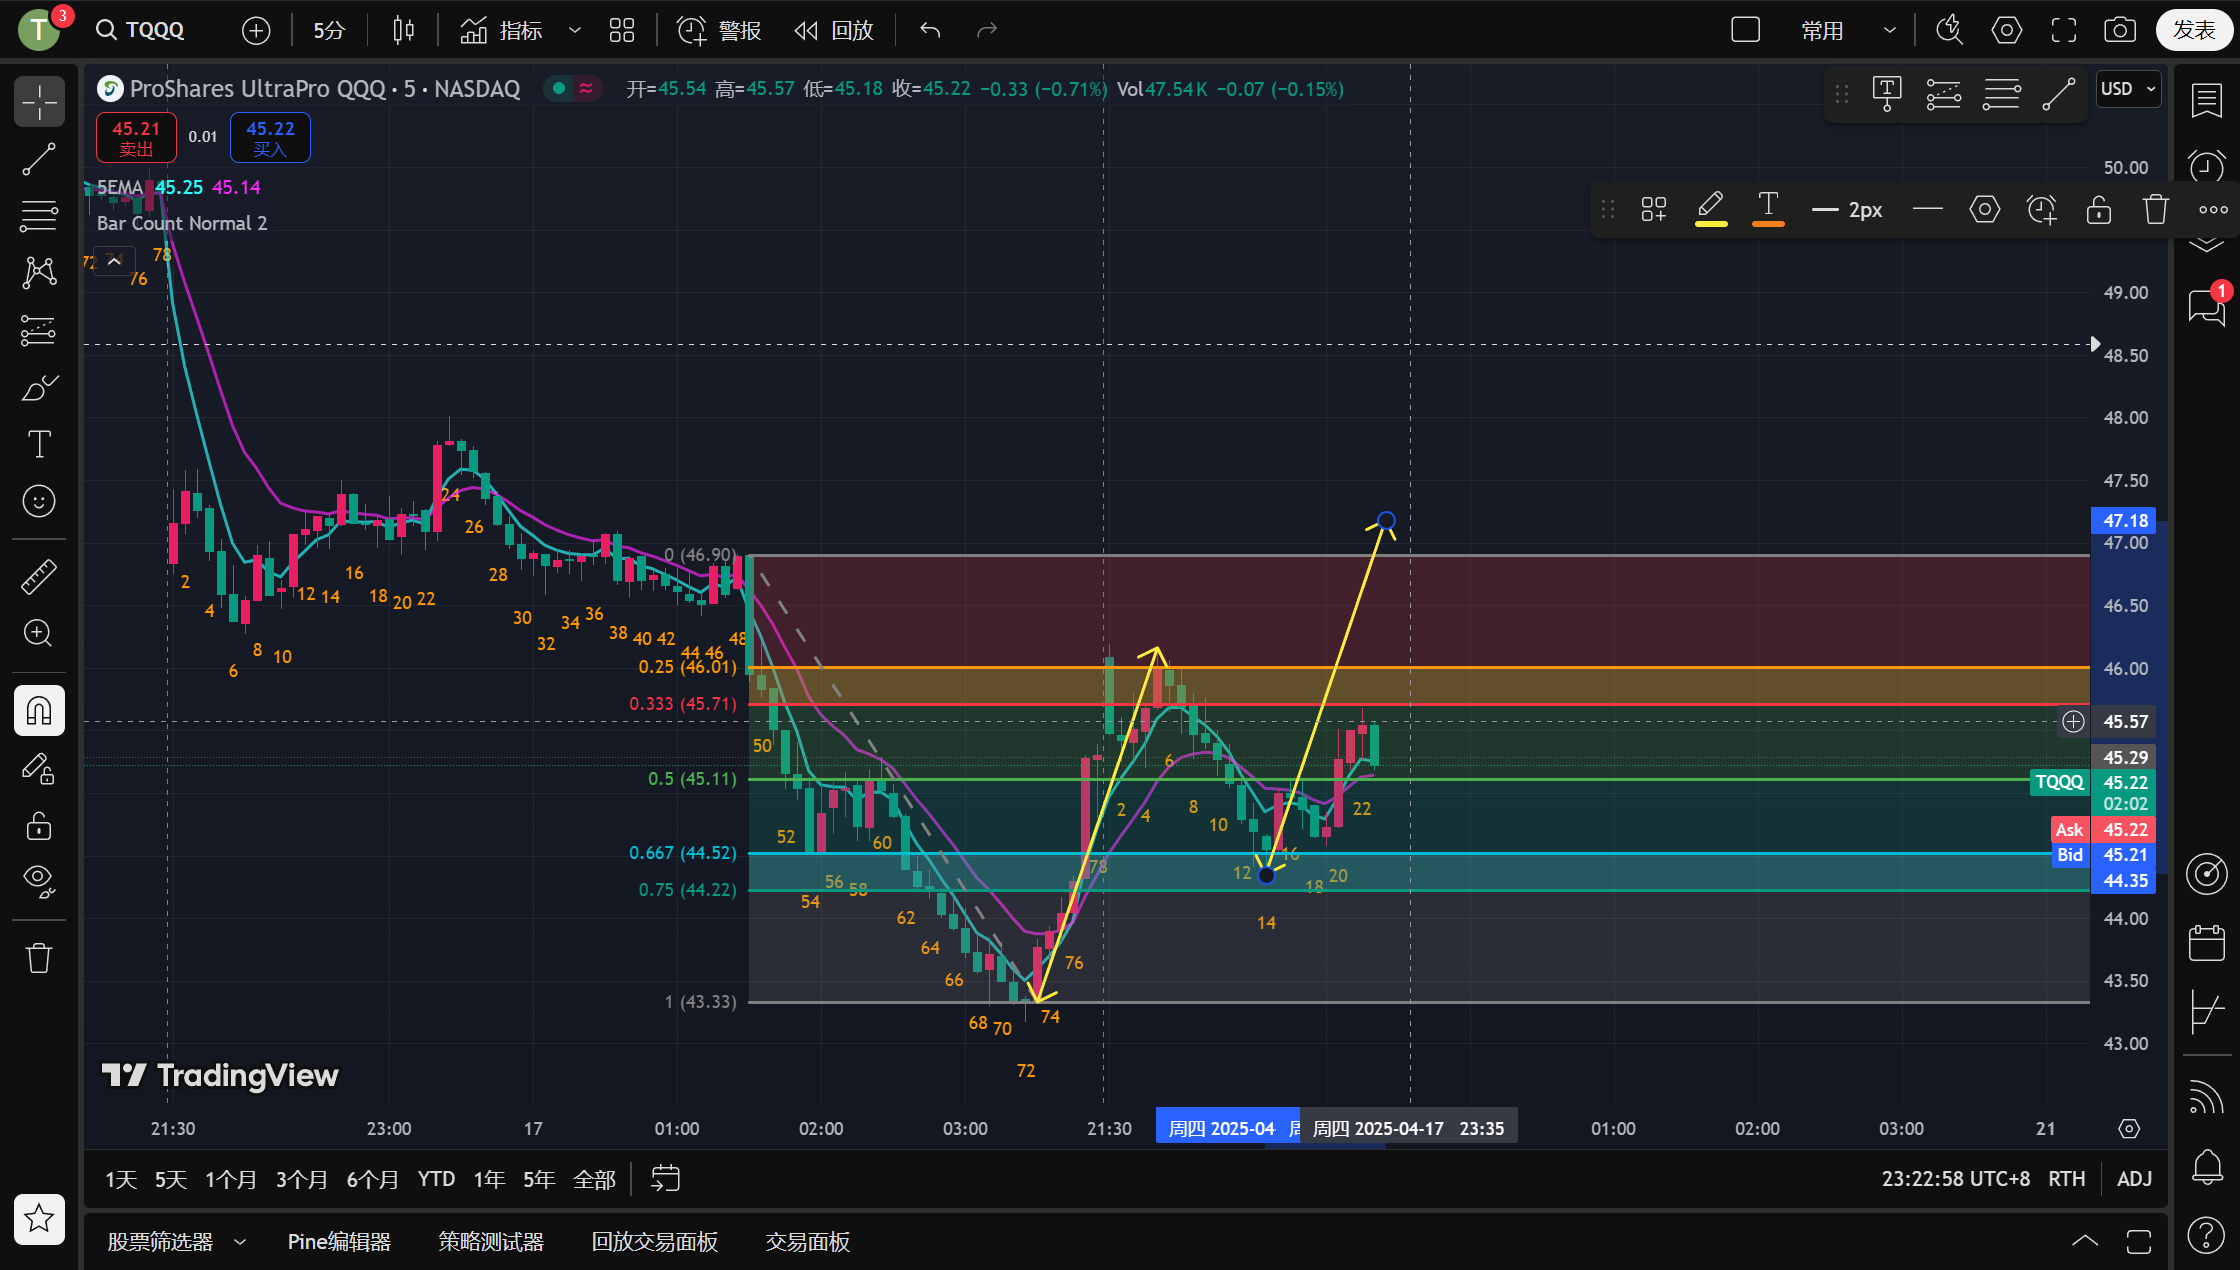 T 3 TQQQ 5分 指标 警报 回放 常用 发表
ProShares UltraPro QQQ · 5 · NASDAQ 开=45.54 高=45.57 低=45.18 收=45.22 −0.33 (−0.71%) Vol47.54 K −0.07 (−0.15%)
USD
45.21 卖出 0.01 45.22 买入
5EMA 45.25 45.14
Bar Count Normal 2
T 2px
1
50.00
49.00
48.50
48.00
47.50
47.18
47.00
46.50
46.00
45.57
45.29
TQQQ 45.22
02:02
Ask 45.22
Bid 45.21
44.35
44.00
43.50
43.00
0 (46.90)
0.25 (46.01)
0.333 (45.71)
0.5 (45.11)
0.667 (44.52)
0.75 (44.22)
1 (43.33)
72 76 78
2 4 6 8 10 12 14 16 18 20 22 24 26 28 30 32 34 36 38 40 42 44 46 48
50 52 54 56 58 60 62 64 66 68 70 72 74 76 78
2 4 6 8 10 12 14 16 18 20 22
TradingView
21:30 23:00 17 01:00 02:00 03:00 21:30 周四 2025-04 周四 2025-04-17 23:35 01:00 02:00 03:00 21
1天 5天 1个月 3个月 6个月 YTD 1年 5年 全部 23:22:58 UTC+8 RTH ADJ
股票筛选器 Pine编辑器 策略测试器 回放交易面板 交易面板